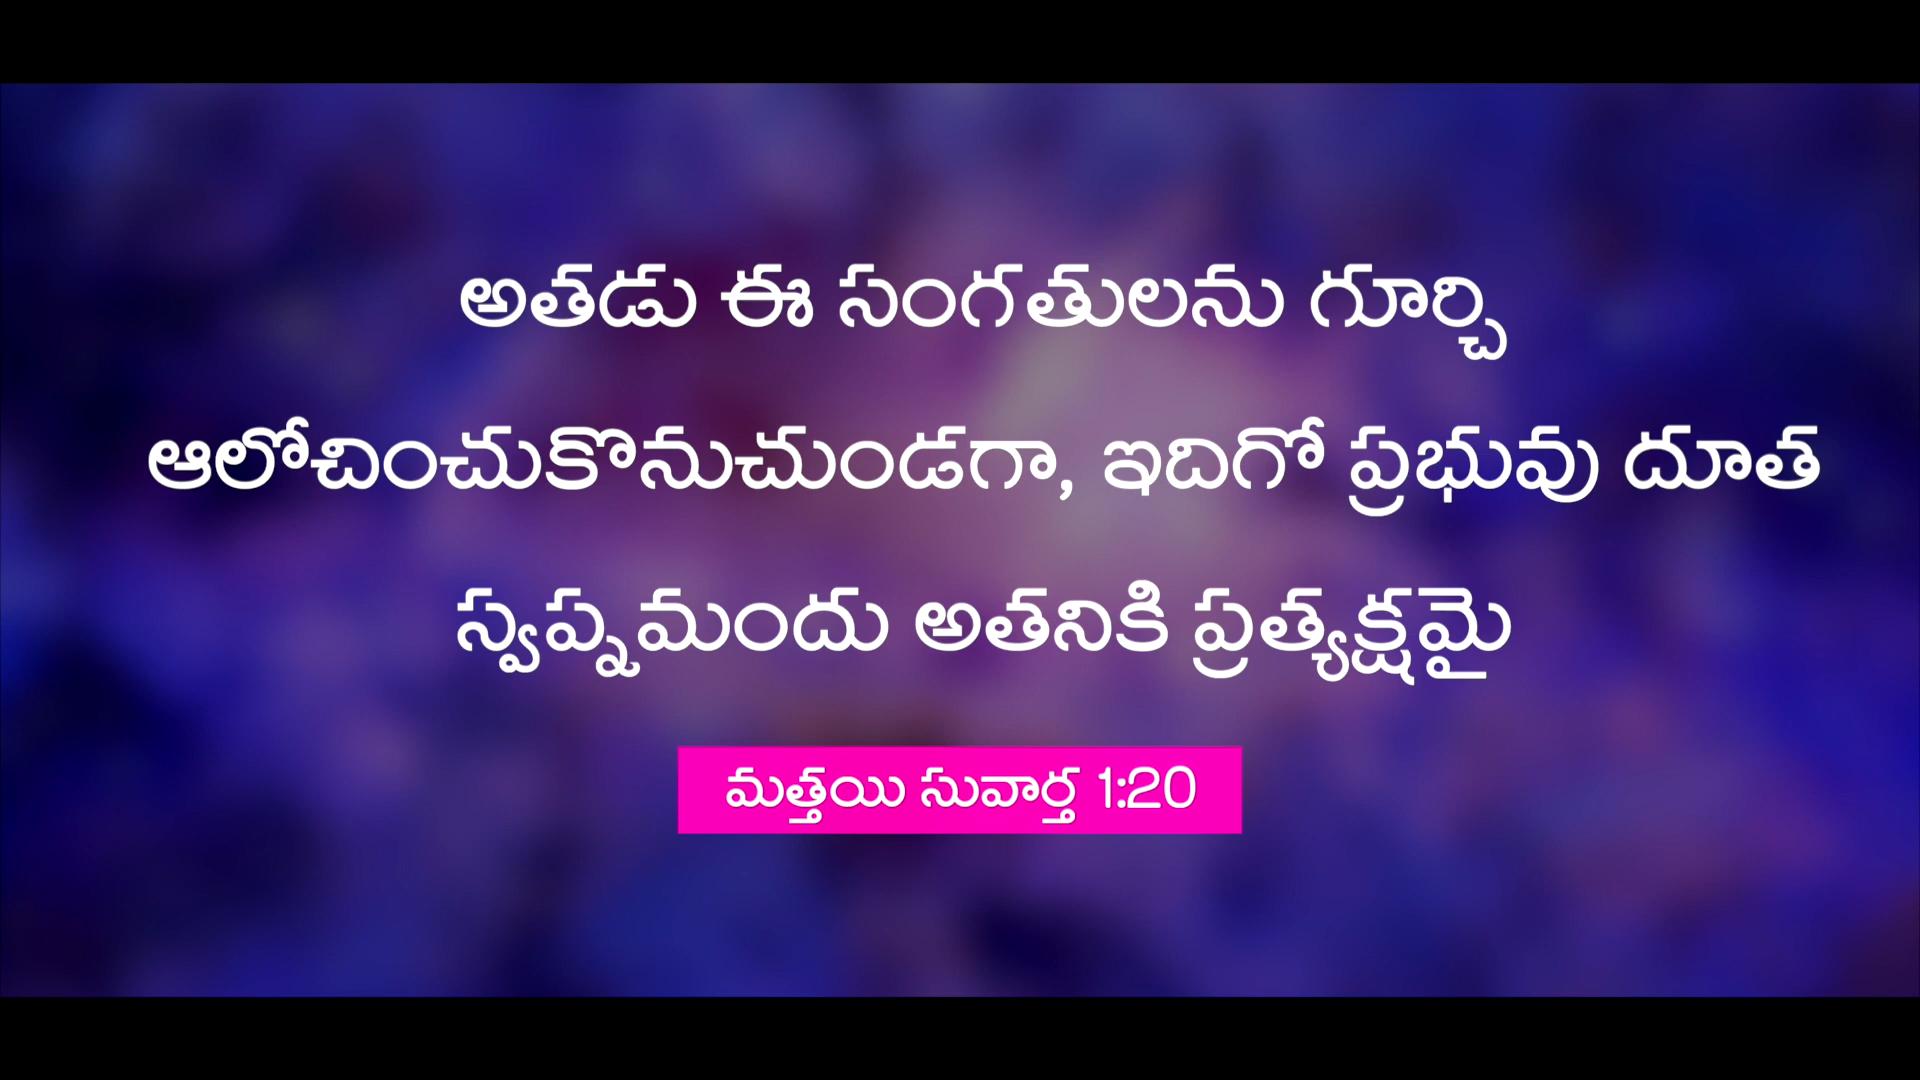 అతడు ఈ సంగతులను గూర్చి
ఆలోచించుకొనుచుండగా, ఇదిగో ప్రభువు దూత
స్వప్నమందు అతనికి ప్రత్యక్షమై
మత్తయి సువార్త 1:20